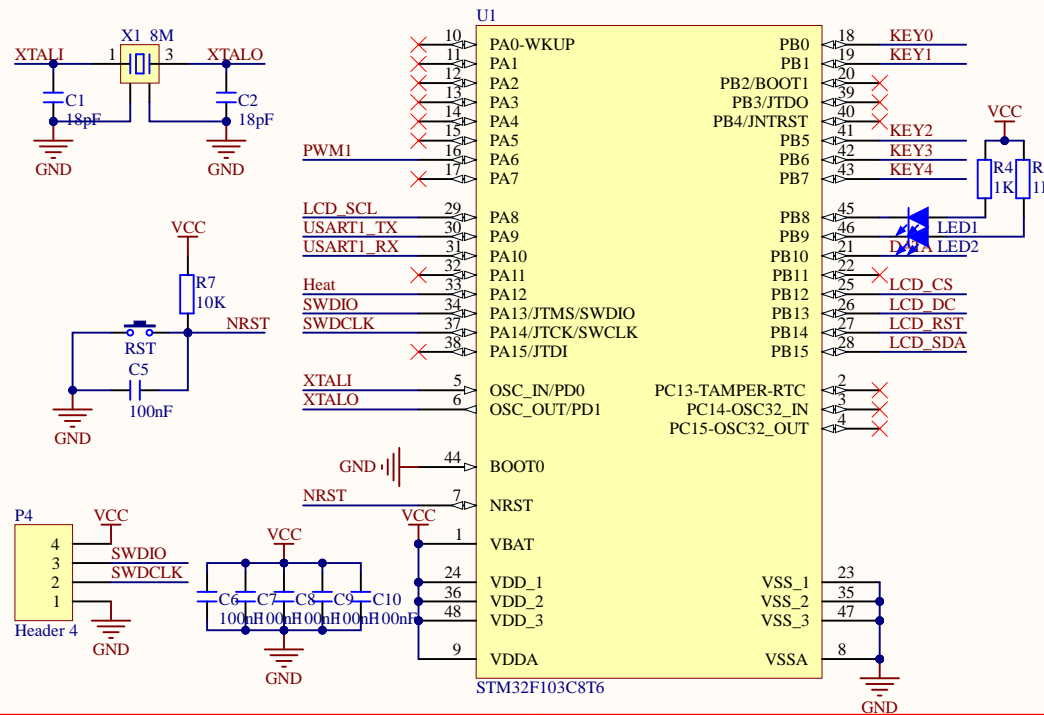 X1 8M
XTALI
1
3
XTALO
C1
18pF
C2
18pF
GND
GND
VCC
R7
10K
NRST
RST
C5
100nF
GND
P4
VCC
4
3
SWDIO
2
SWDCLK
1
Header 4
GND
VCC
C6
C7
C8
C9
C10
100nF
100nF
100nF
100nF
GND
U1
10 PA0-WKUP
11 PA1
12 PA2
13 PA3
14 PA4
15 PA5
PWM1 16 PA6
17 PA7
LCD_SCL 29 PA8
USART1_TX 30 PA9
USART1_RX 31 PA10
32 PA11
Heat 33 PA12
SWDIO 34 PA13/JTMS/SWDIO
SWDCLK 37 PA14/JTCK/SWCLK
38 PA15/JTDI
XTALI 5 OSC_IN/PD0
XTALO 6 OSC_OUT/PD1
GND 44 BOOT0
NRST 7 NRST
VCC
1 VBAT
24 VDD_1
36 VDD_2
48 VDD_3
9 VDDA
STM32F103C8T6
PB0 18 KEY0
PB1 19 KEY1
PB2/BOOT1 20
PB3/JTDO 39
PB4/JNTRST 40
PB5 41 KEY2
PB6 42 KEY3
PB7 43 KEY4
PB8 45
PB9 46
PB10 21
PB11 22
PB12 25 LCD_CS
PB13 26 LCD_DC
PB14 27 LCD_RST
PB15 28 LCD_SDA
PC13-TAMPER-RTC 2
PC14-OSC32_IN 3
PC15-OSC32_OUT 4
VSS_1 23
VSS_2 35
VSS_3 47
VSSA 8
GND
VCC
R4
1K
R
LED1
LED2